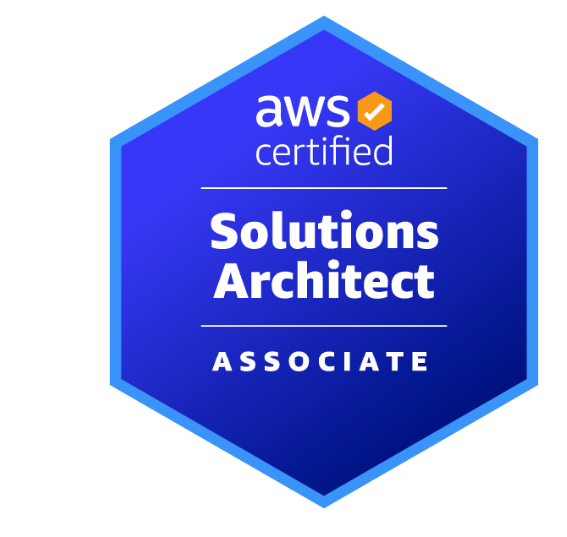 aws
certified
Solutions
Architect
ASSOCIATE